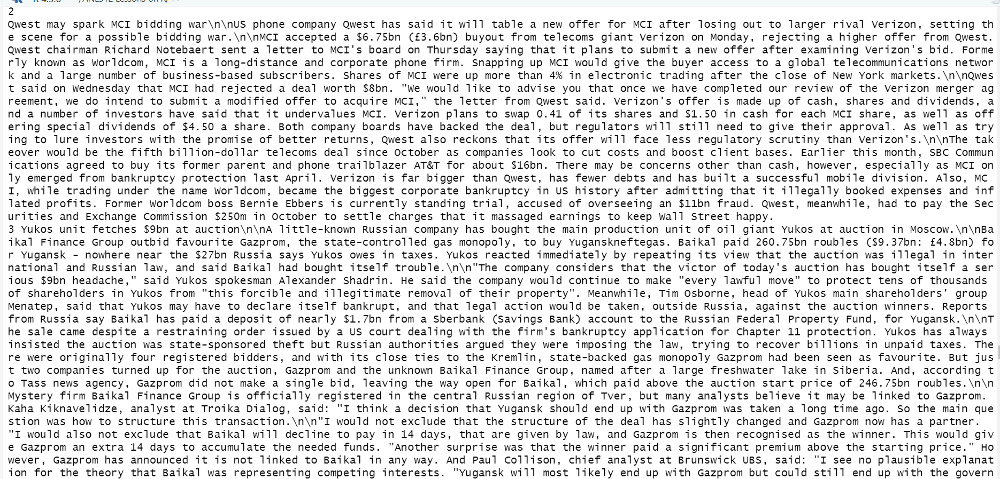 2
Qwest may spark MCI bidding war\n\nUS phone company Qwest has said it will table a new offer for MCI after losing out to larger rival Verizon, setting th
e scene for a possible bidding war.\n\nMCI accepted a $6.75bn (£3.6bn) buyout from telecoms giant Verizon on Monday, rejecting a higher offer from Qwest.
Qwest chairman Richard Notebaert sent a letter to MCI's board on Thursday saying that it plans to submit a new offer after examining Verizon's bid. Forme
rly known as Worldcom, MCI is a long-distance and corporate phone firm. Snapping up MCI would give the buyer access to a global telecommunications networ
k and a large number of business-based subscribers. Shares of MCI were up more than 4% in electronic trading after the close of New York markets.\n\nQwes
t said on Wednesday that MCI had rejected a deal worth $8bn. "We would like to advise you that once we have completed our review of the Verizon merger ag
reement, we do intend to submit a modified offer to acquire MCI," the letter from Qwest said. Verizon's offer is made up of cash, shares and dividends, a
nd a number of investors have said that it undervalues MCI. Verizon plans to swap 0.41 of its shares and $1.50 in cash for each MCI share, as well as off
ering special dividends of $4.50 a share. Both company boards have backed the deal, but regulators will still need to give their approval. As well as try
ing to lure investors with the promise of better returns, Qwest also reckons that its offer will face less regulatory scrutiny than Verizon's.\n\nThe tak
eover would be the fifth billion-dollar telecoms deal since October as companies look to cut costs and boost client bases. Earlier this month, SBC Commun
ications agreed to buy its former parent and phone trailblazer AT&T for about $16bn. There may be concerns other than cash, however, especially as MCI on
ly emerged from bankruptcy protection last April. Verizon is far bigger than Qwest, has fewer debts and has built a successful mobile division. Also, MC
I, while trading under the name Worldcom, became the biggest corporate bankruptcy in US history after admitting that it illegally booked expenses and inf
lated profits. Former Worldcom boss Bernie Ebbers is currently standing trial, accused of overseeing an $11bn fraud. Qwest, meanwhile, had to pay the Sec
urities and Exchange Commission $250m in October to settle charges that it massaged earnings to keep Wall Street happy.
3 Yukos unit fetches $9bn at auction\n\nA little-known Russian company has bought the main production unit of oil giant Yukos at auction in Moscow.\n\nBa
ikal Finance Group outbid favourite Gazprom, the state-controlled gas monopoly, to buy Yuganskneftegas. Baikal paid 260.75bn roubles ($9.37bn: £4.8bn) fo
r Yugansk - nowhere near the $27bn Russia says Yukos owes in taxes. Yukos reacted immediately by repeating its view that the auction was illegal in inter
national and Russian law, and said Baikal had bought itself trouble.\n\n"The company considers that the victor of today's auction has bought itself a ser
ious $9bn headache," said Yukos spokesman Alexander Shadrin. He said the company would continue to make "every lawful move" to protect tens of thousands
of shareholders in Yukos from "this forcible and illegitimate removal of their property". Meanwhile, Tim Osborne, head of Yukos main shareholders' group
Menatep, said that Yukos may have to declare itself bankrupt, and that legal action would be taken, outside Russia, against the auction winners. Reports
from Russia say Baikal has paid a deposit of nearly $1.7bn from a Sberbank (Savings Bank) account to the Russian Federal Property Fund, for Yugansk.\n\nT
he sale came despite a restraining order issued by a US court dealing with the firm's bankruptcy application for Chapter 11 protection. Yukos has always
insisted the auction was state-sponsored theft but Russian authorities argued they were imposing the law, trying to recover billions in unpaid taxes. The
re were originally four registered bidders, and with its close ties to the Kremlin, state-backed gas monopoly Gazprom had been seen as favourite. But jus
t two companies turned up for the auction, Gazprom and the unknown Baikal Finance Group, named after a large freshwater lake in Siberia. And, according t
o Tass news agency, Gazprom did not make a single bid, leaving the way open for Baikal, which paid above the auction start price of 246.75bn roubles.\n\n
Mystery firm Baikal Finance Group is officially registered in the central Russian region of Tver, but many analysts believe it may be linked to Gazprom.
Kaha Kiknavelidze, analyst at Troika Dialog, said: "I think a decision that Yugansk should end up with Gazprom was taken a long time ago. So the main que
stion was how to structure this transaction.\n\n"I would not exclude that the structure of the deal has slightly changed and Gazprom now has a partner.
"I would also not exclude that Baikal will decline to pay in 14 days, that are given by law, and Gazprom is then recognised as the winner. This would giv
e Gazprom an extra 14 days to accumulate the needed funds. "Another surprise was that the winner paid a significant premium above the starting price." Ho
wever, Gazprom has announced it is not linked to Baikal in any way. And Paul Collison, chief analyst at Brunswick UBS, said: "I see no plausible explanat
ion for the theory that Baikal was representing competing interests. "Yugansk will most likely end up with Gazprom but could still end up with the govern